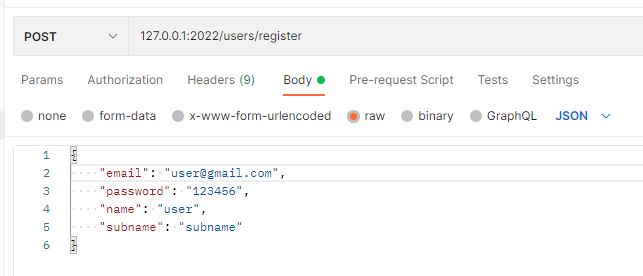 POST 127.0.0.1:2022/users/register
Params Authorization Headers (9) Body Pre-request Script Tests Settings
none form-data x-www-form-urlencoded raw binary GraphQL JSON
1 {
2 "email": "user@gmail.com",
3 "password": "123456",
4 "name": "user",
5 "subname": "subname"
6 }